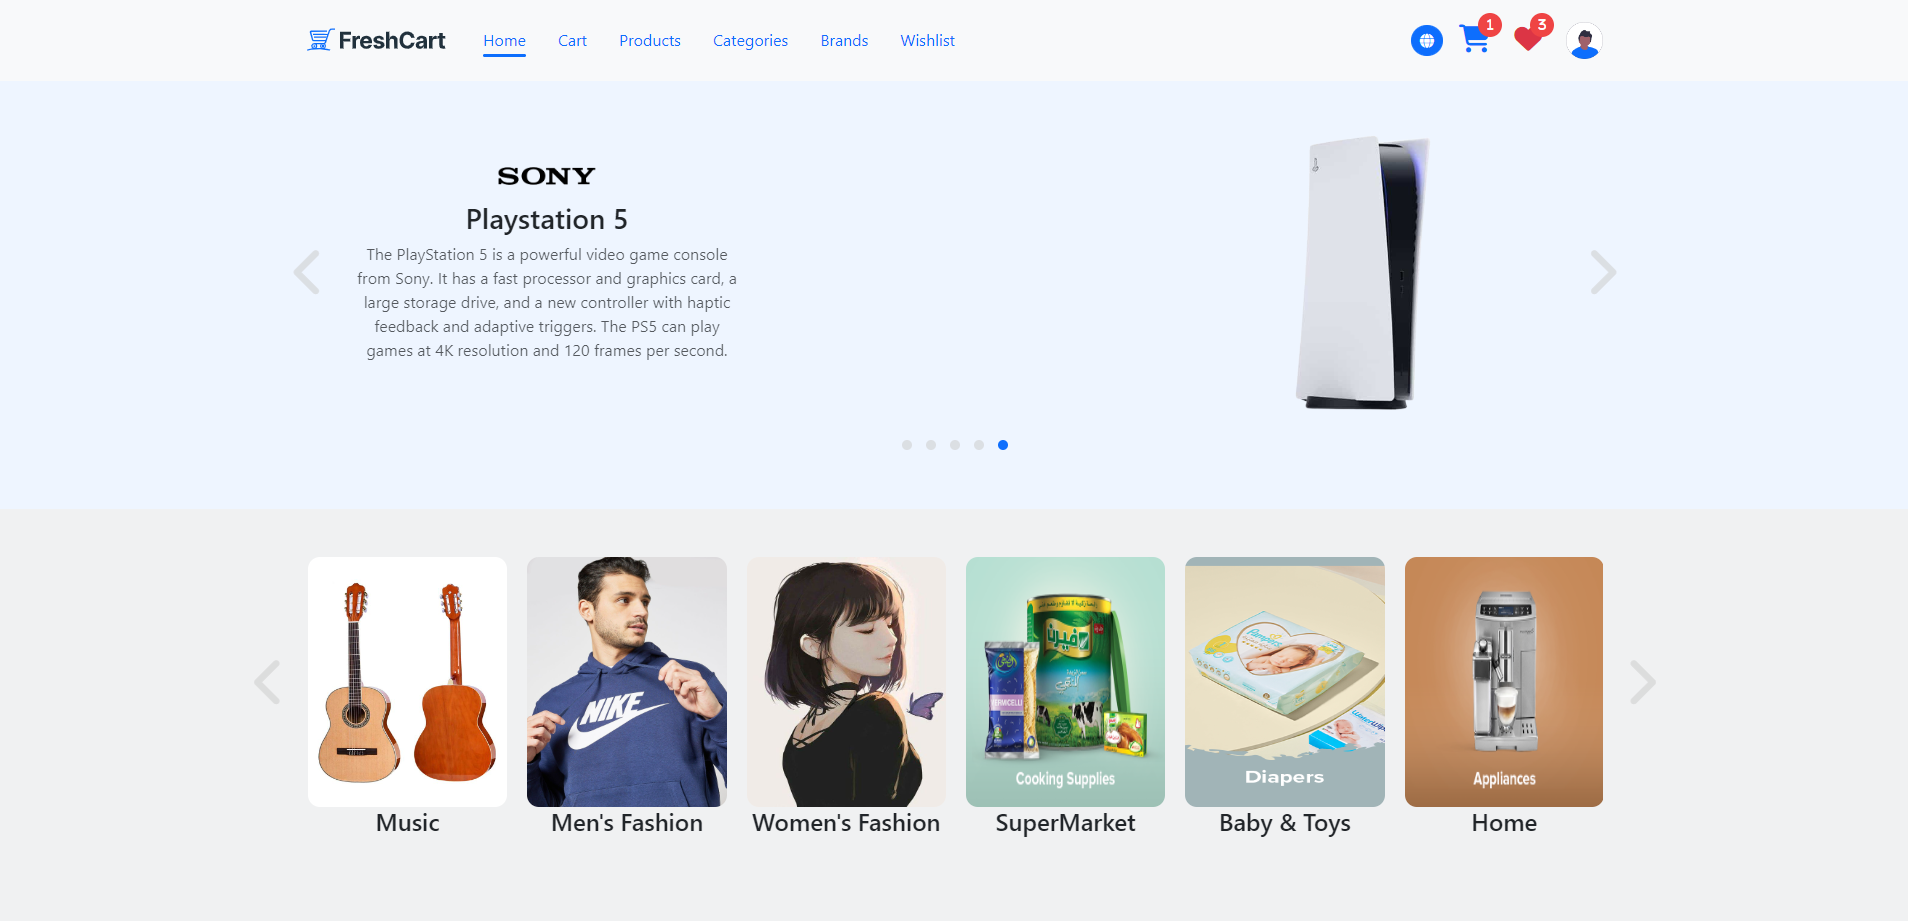 FreshCart
Home
Cart
Products
Categories
Brands
Wishlist
1
3
SONY
Playstation 5
The PlayStation 5 is a powerful video game console
from Sony. It has a fast processor and graphics card, a
large storage drive, and a new controller with haptic
feedback and adaptive triggers. The PS5 can play
games at 4K resolution and 120 frames per second.
NIKE
VERMICELLI
Cooking Supplies
Pampers
Diapers
Appliances
Music
Men's Fashion
Women's Fashion
SuperMarket
Baby & Toys
Home